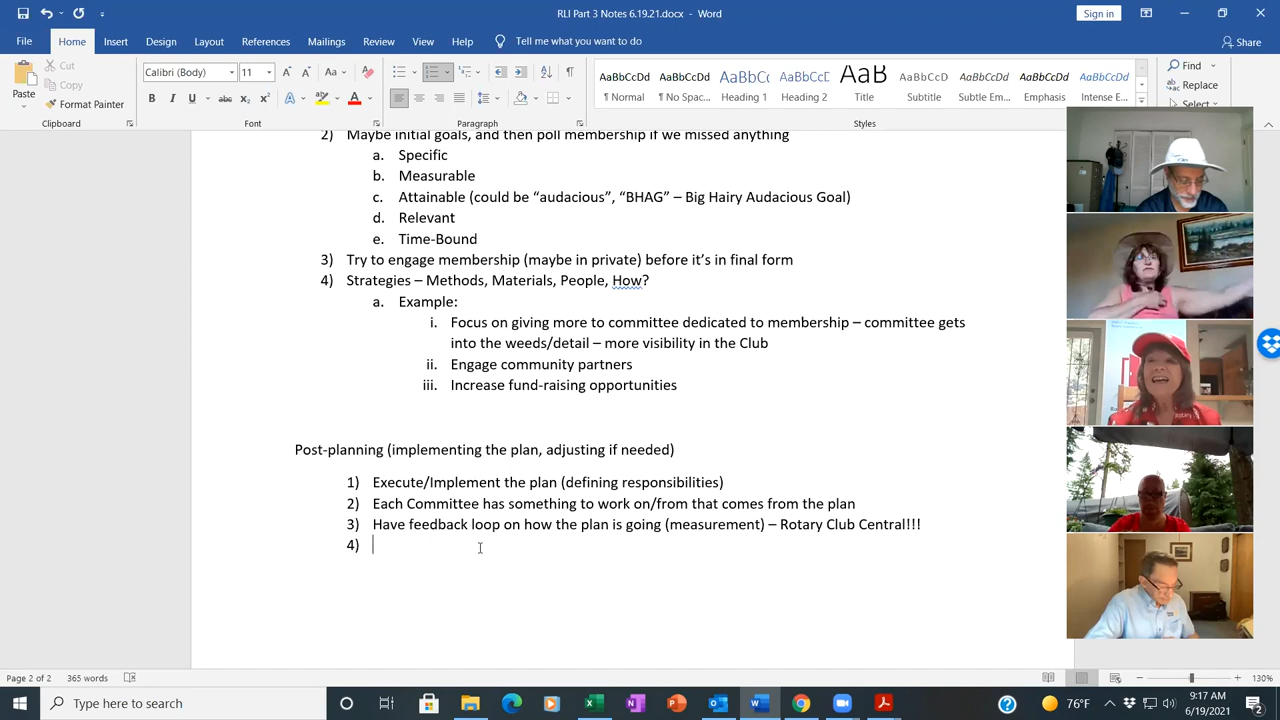 RLI Part 3 Notes 6.19.21.docx - Word
Sign in
File Home Insert Design Layout References Mailings Review View Help Tell me what you want to do
Share
Cut
Copy
Format Painter
Paste
Clipboard
Calibri (Body) 11
Font
Paragraph
AaBbCcDd AaBbCcDd AaBbCc AaBbCcC AaB AaBbCcD AaBbCcDd AaBbCcDd AaBbCcDd
¶ Normal ¶ No Spac... Heading 1 Heading 2 Title Subtitle Subtle Em... Emphasis Intense E...
Styles
Find
Replace
Select
2) Maybe initial goals, and then poll membership if we missed anything
a. Specific
b. Measurable
c. Attainable (could be “audacious”, “BHAG” – Big Hairy Audacious Goal)
d. Relevant
e. Time-Bound
3) Try to engage membership (maybe in private) before it’s in final form
4) Strategies – Methods, Materials, People, How?
a. Example:
i. Focus on giving more to committee dedicated to membership – committee gets
into the weeds/detail – more visibility in the Club
ii. Engage community partners
iii. Increase fund-raising opportunities
Post-planning (implementing the plan, adjusting if needed)
1) Execute/Implement the plan (defining responsibilities)
2) Each Committee has something to work on/from that comes from the plan
3) Have feedback loop on how the plan is going (measurement) – Rotary Club Central!!!
4)
Page 2 of 2 365 words
130%
Type here to search
76°F
9:17 AM
6/19/2021
2